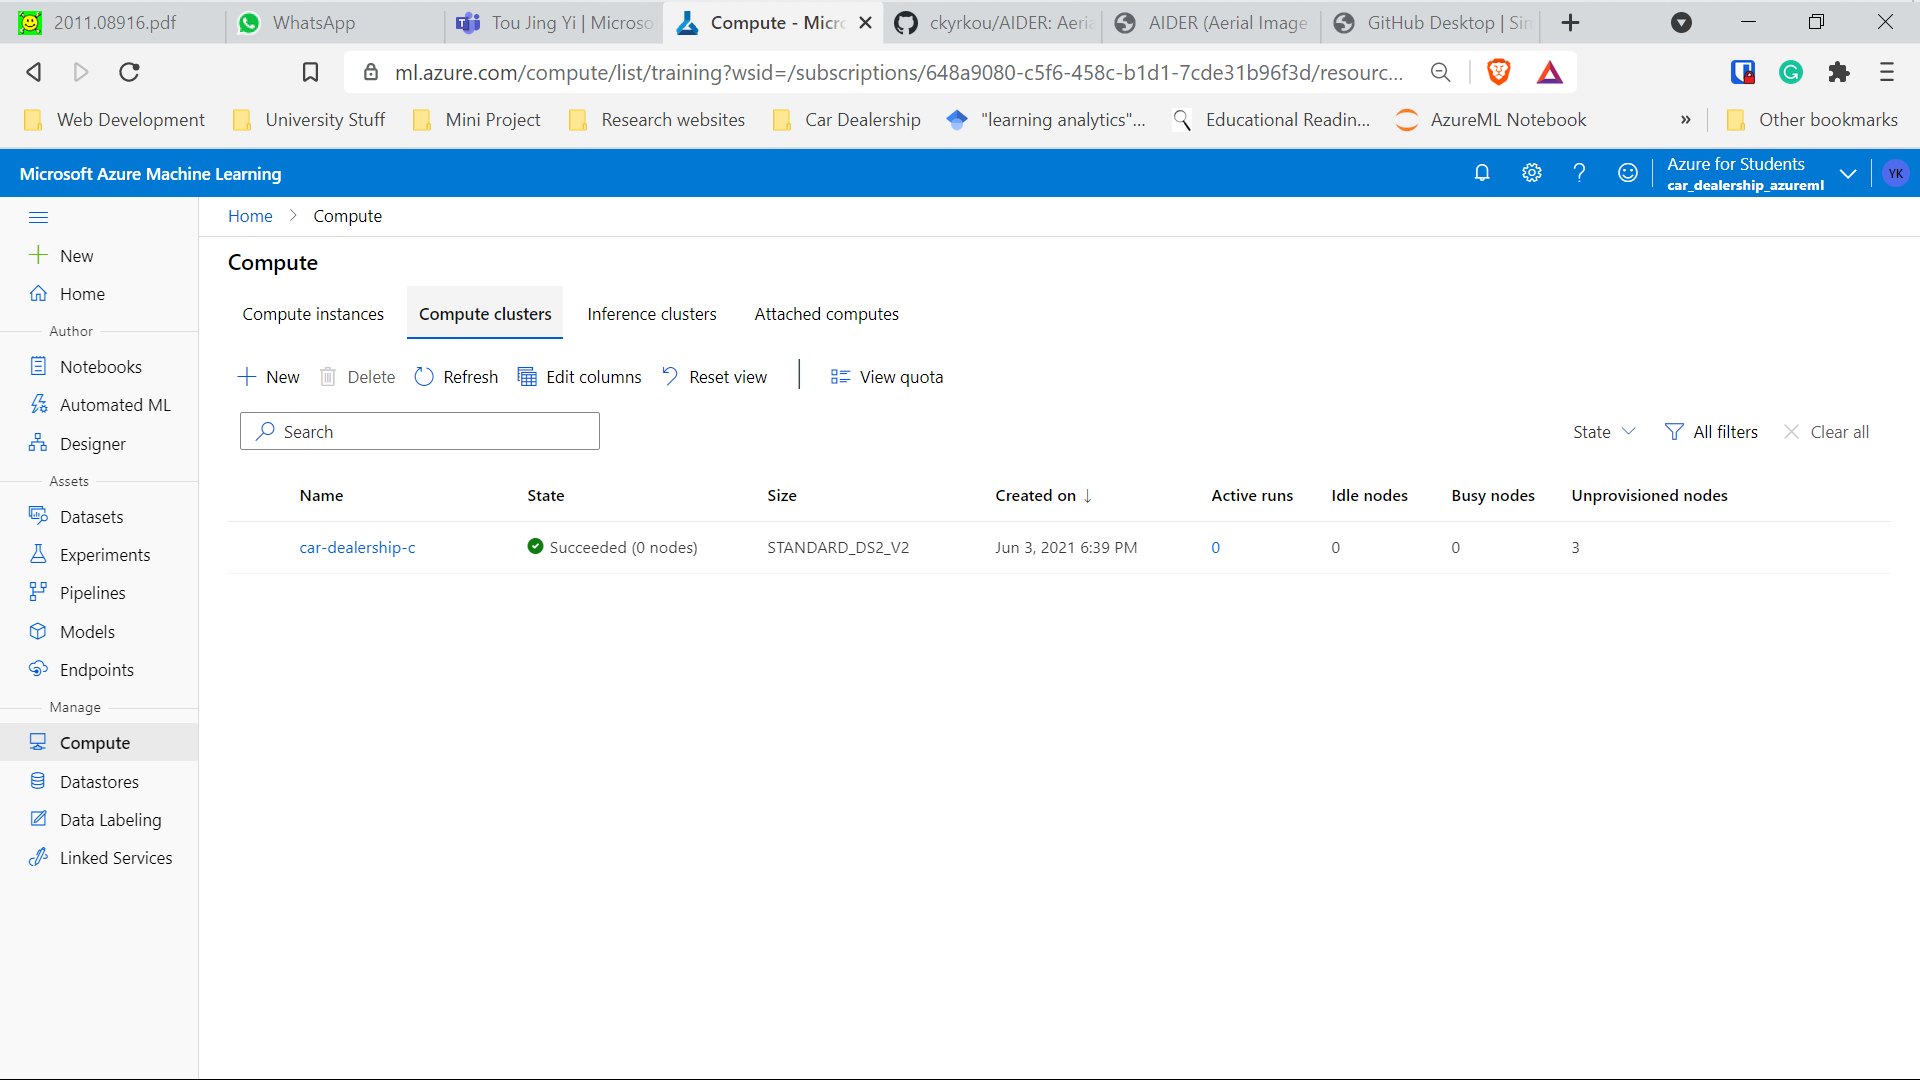 2011.08916.pdf
WhatsApp
Tou Jing Yi | Microso
Compute - Micro
ckyrkou/AIDER: Aeria
AIDER (Aerial Image
GitHub Desktop | Sim
ml.azure.com/compute/list/training?wsid=/subscriptions/648a9080-c5f6-458c-b1d1-7cde31b96f3d/resourc...
Web Development
University Stuff
Mini Project
Research websites
Car Dealership
"learning analytics"...
Educational Readin...
AzureML Notebook
»
Other bookmarks
Microsoft Azure Machine Learning
Azure for Students
car_dealership_azureml
YK
Home > Compute
New
Home
Author
Notebooks
Automated ML
Designer
Assets
Datasets
Experiments
Pipelines
Models
Endpoints
Manage
Compute
Datastores
Data Labeling
Linked Services
Compute
Compute instances
Compute clusters
Inference clusters
Attached computes
New
Delete
Refresh
Edit columns
Reset view
View quota
Search
State
All filters
Clear all
Name State Size Created on ↓ Active runs Idle nodes Busy nodes Unprovisioned nodes
car-dealership-c Succeeded (0 nodes) STANDARD_DS2_V2 Jun 3, 2021 6:39 PM 0 0 0 3